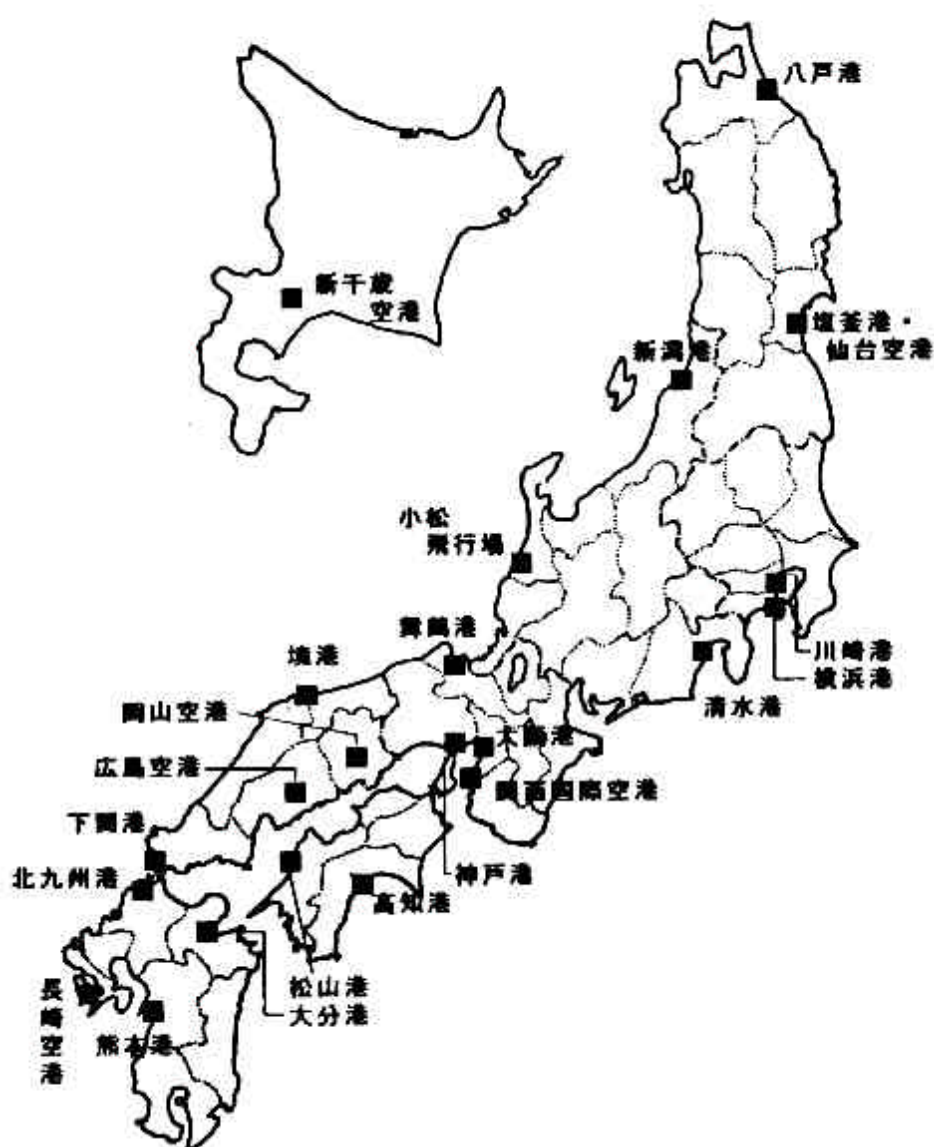 八戸港
新千歳
空港
塩釜港・
仙台空港
新潟港
小松
飛行場
舞鶴港
境港
川崎港
横浜港
清水港
岡山空港
大阪港
広島空港
関西国際空港
下関港
北九州港
神戸港
高知港
松山港
大分港
長崎空港
熊本港